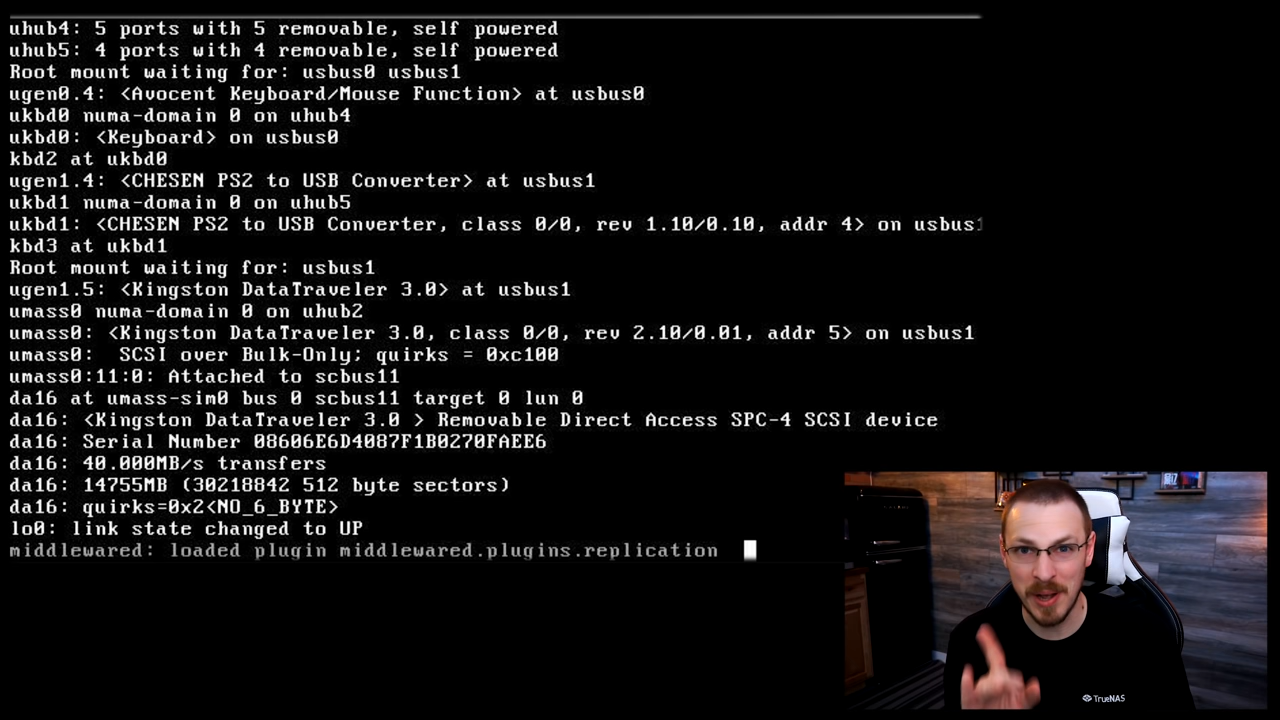 uhub4: 5 ports with 5 removable, self powered
uhub5: 4 ports with 4 removable, self powered
Root mount waiting for: usbus0 usbus1
ugen0.4: <Avocent Keyboard/Mouse Function> at usbus0
ukbd0 numa-domain 0 on uhub4
ukbd0: <Keyboard> on usbus0
kbd2 at ukbd0
ugen1.4: <CHESEN PS2 to USB Converter> at usbus1
ukbd1 numa-domain 0 on uhub5
ukbd1: <CHESEN PS2 to USB Converter, class 0/0, rev 1.10/0.10, addr 4> on usbus1
kbd3 at ukbd1
Root mount waiting for: usbus1
ugen1.5: <Kingston DataTraveler 3.0> at usbus1
umass0 numa-domain 0 on uhub2
umass0: <Kingston DataTraveler 3.0, class 0/0, rev 2.10/0.01, addr 5> on usbus1
umass0:  SCSI over Bulk-Only; quirks = 0xc100
umass0:11:0: Attached to scbus11
da16 at umass-sim0 bus 0 scbus11 target 0 lun 0
da16: <Kingston DataTraveler 3.0 > Removable Direct Access SPC-4 SCSI device
da16: Serial Number 08606E6D4087F1B0270FAEE6
da16: 40.000MB/s transfers
da16: 14755MB (30218842 512 byte sectors)
da16: quirks=0x2<NO_6_BYTE>
lo0: link state changed to UP
middlewared: loaded plugin middlewared.plugins.replication
TrueNAS